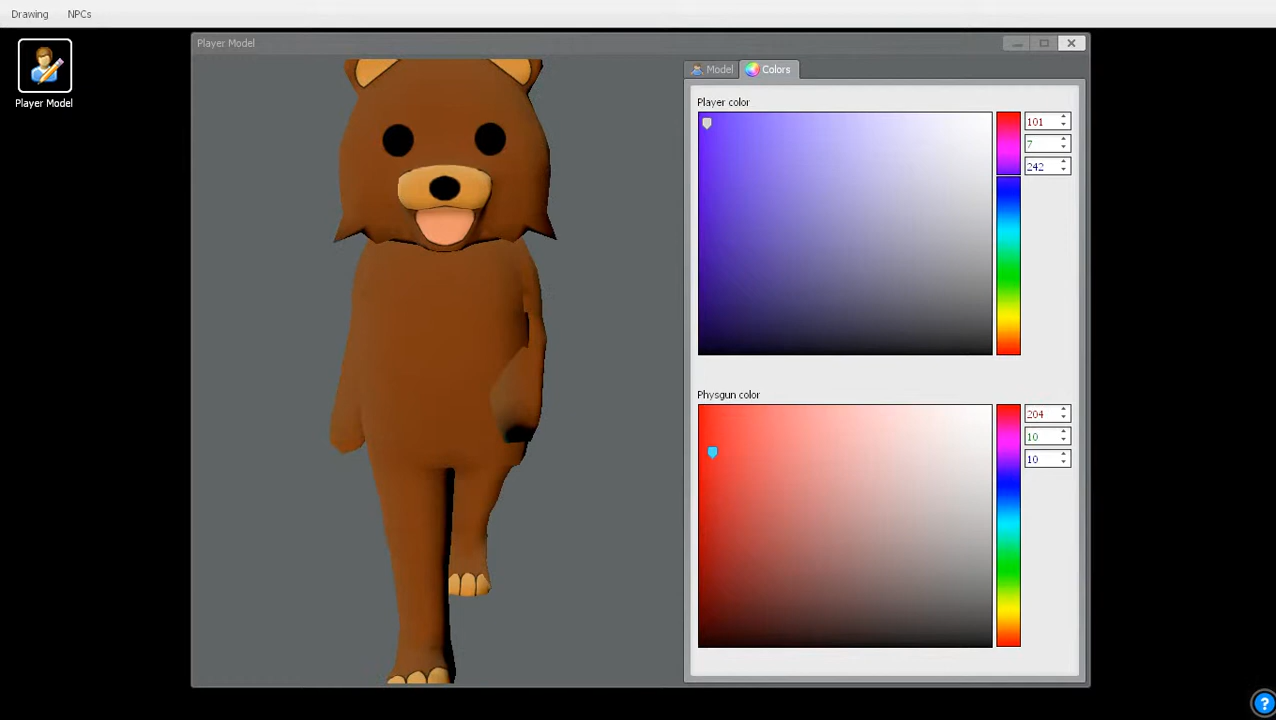 Drawing NPCs
Player Model
Player Model
Model Colors
Player color
101
7
242
Physgun color
204
10
10
?